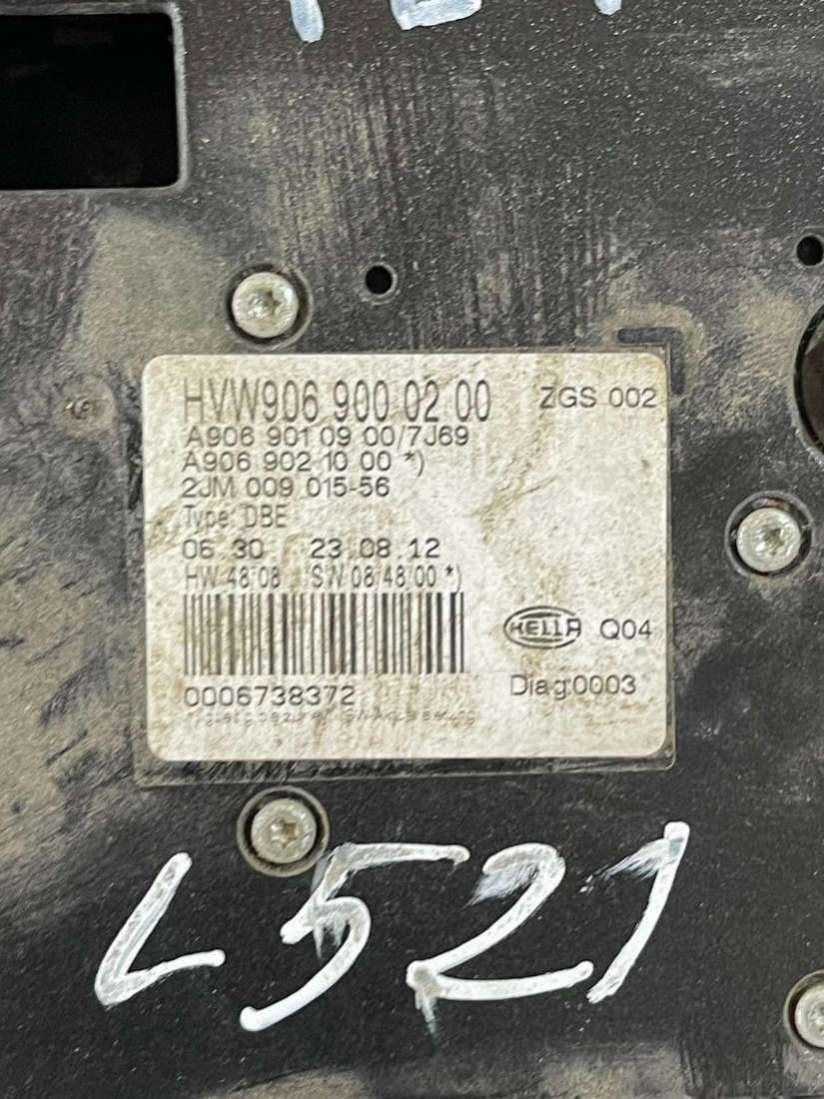 HVW906 900 02 00 ZGS 002
A906 901 09 00/7J69
A906 902 10 00 *)
2JM 009 015-56
Type: DBE
06 30 23.08.12
HW 48/08 SW 08/48/00 *)
HELLA Q04
0006738372 Diag:0003
L521